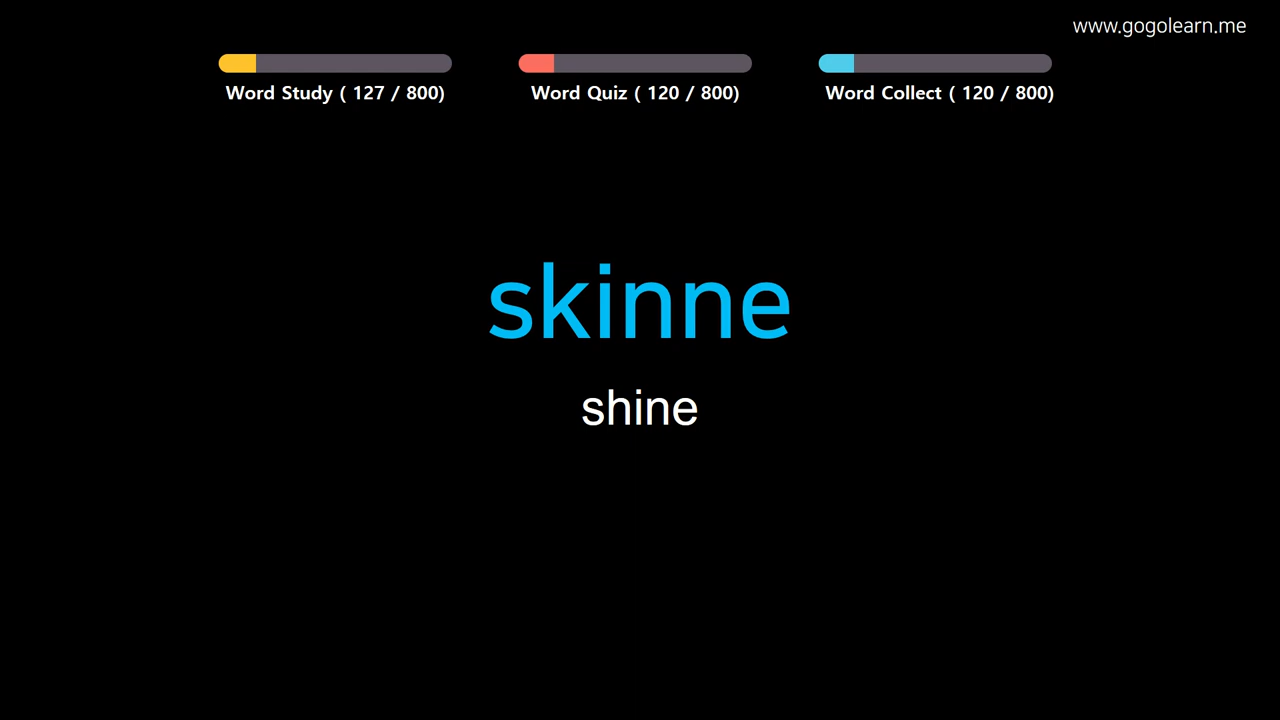 www.gogolearn.me
Word Study ( 127 / 800)
Word Quiz ( 120 / 800)
Word Collect ( 120 / 800)
skinne
shine